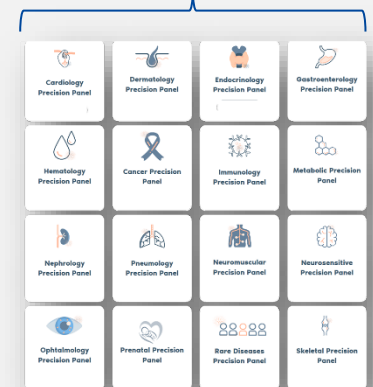 Cardiology
Precision Panel
Dermatology
Precision Panel
Endocrinology
Precision Panel
Gastroenterology
Precision Panel
Hematology
Precision Panel
Cancer Precision
Panel
Immunology
Precision Panel
Metabolic Precision
Panel
Nephrology
Precision Panel
Pneumology
Precision Panel
Neuromuscular
Precision Panel
Neurosensitive
Precision Panel
Ophtalmology
Precision Panel
Prenatal Precision
Panel
Rare Diseases
Precision Panel
Skeletal Precision
Panel